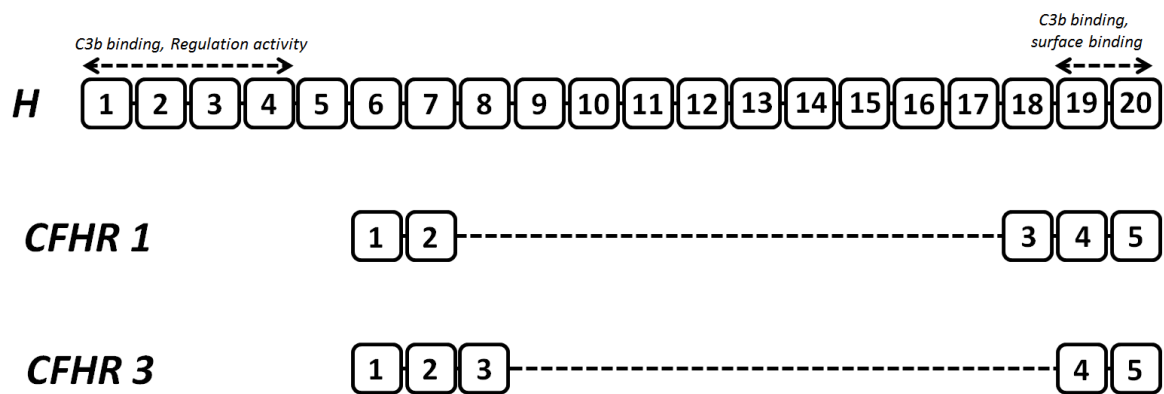 C3b binding, Regulation activity
C3b binding,
surface binding
H 1 2 3 4 5 6 7 8 9 10 11 12 13 14 15 16 17 18 19 20
CFHR 1 1 2 3 4 5
CFHR 3 1 2 3 4 5